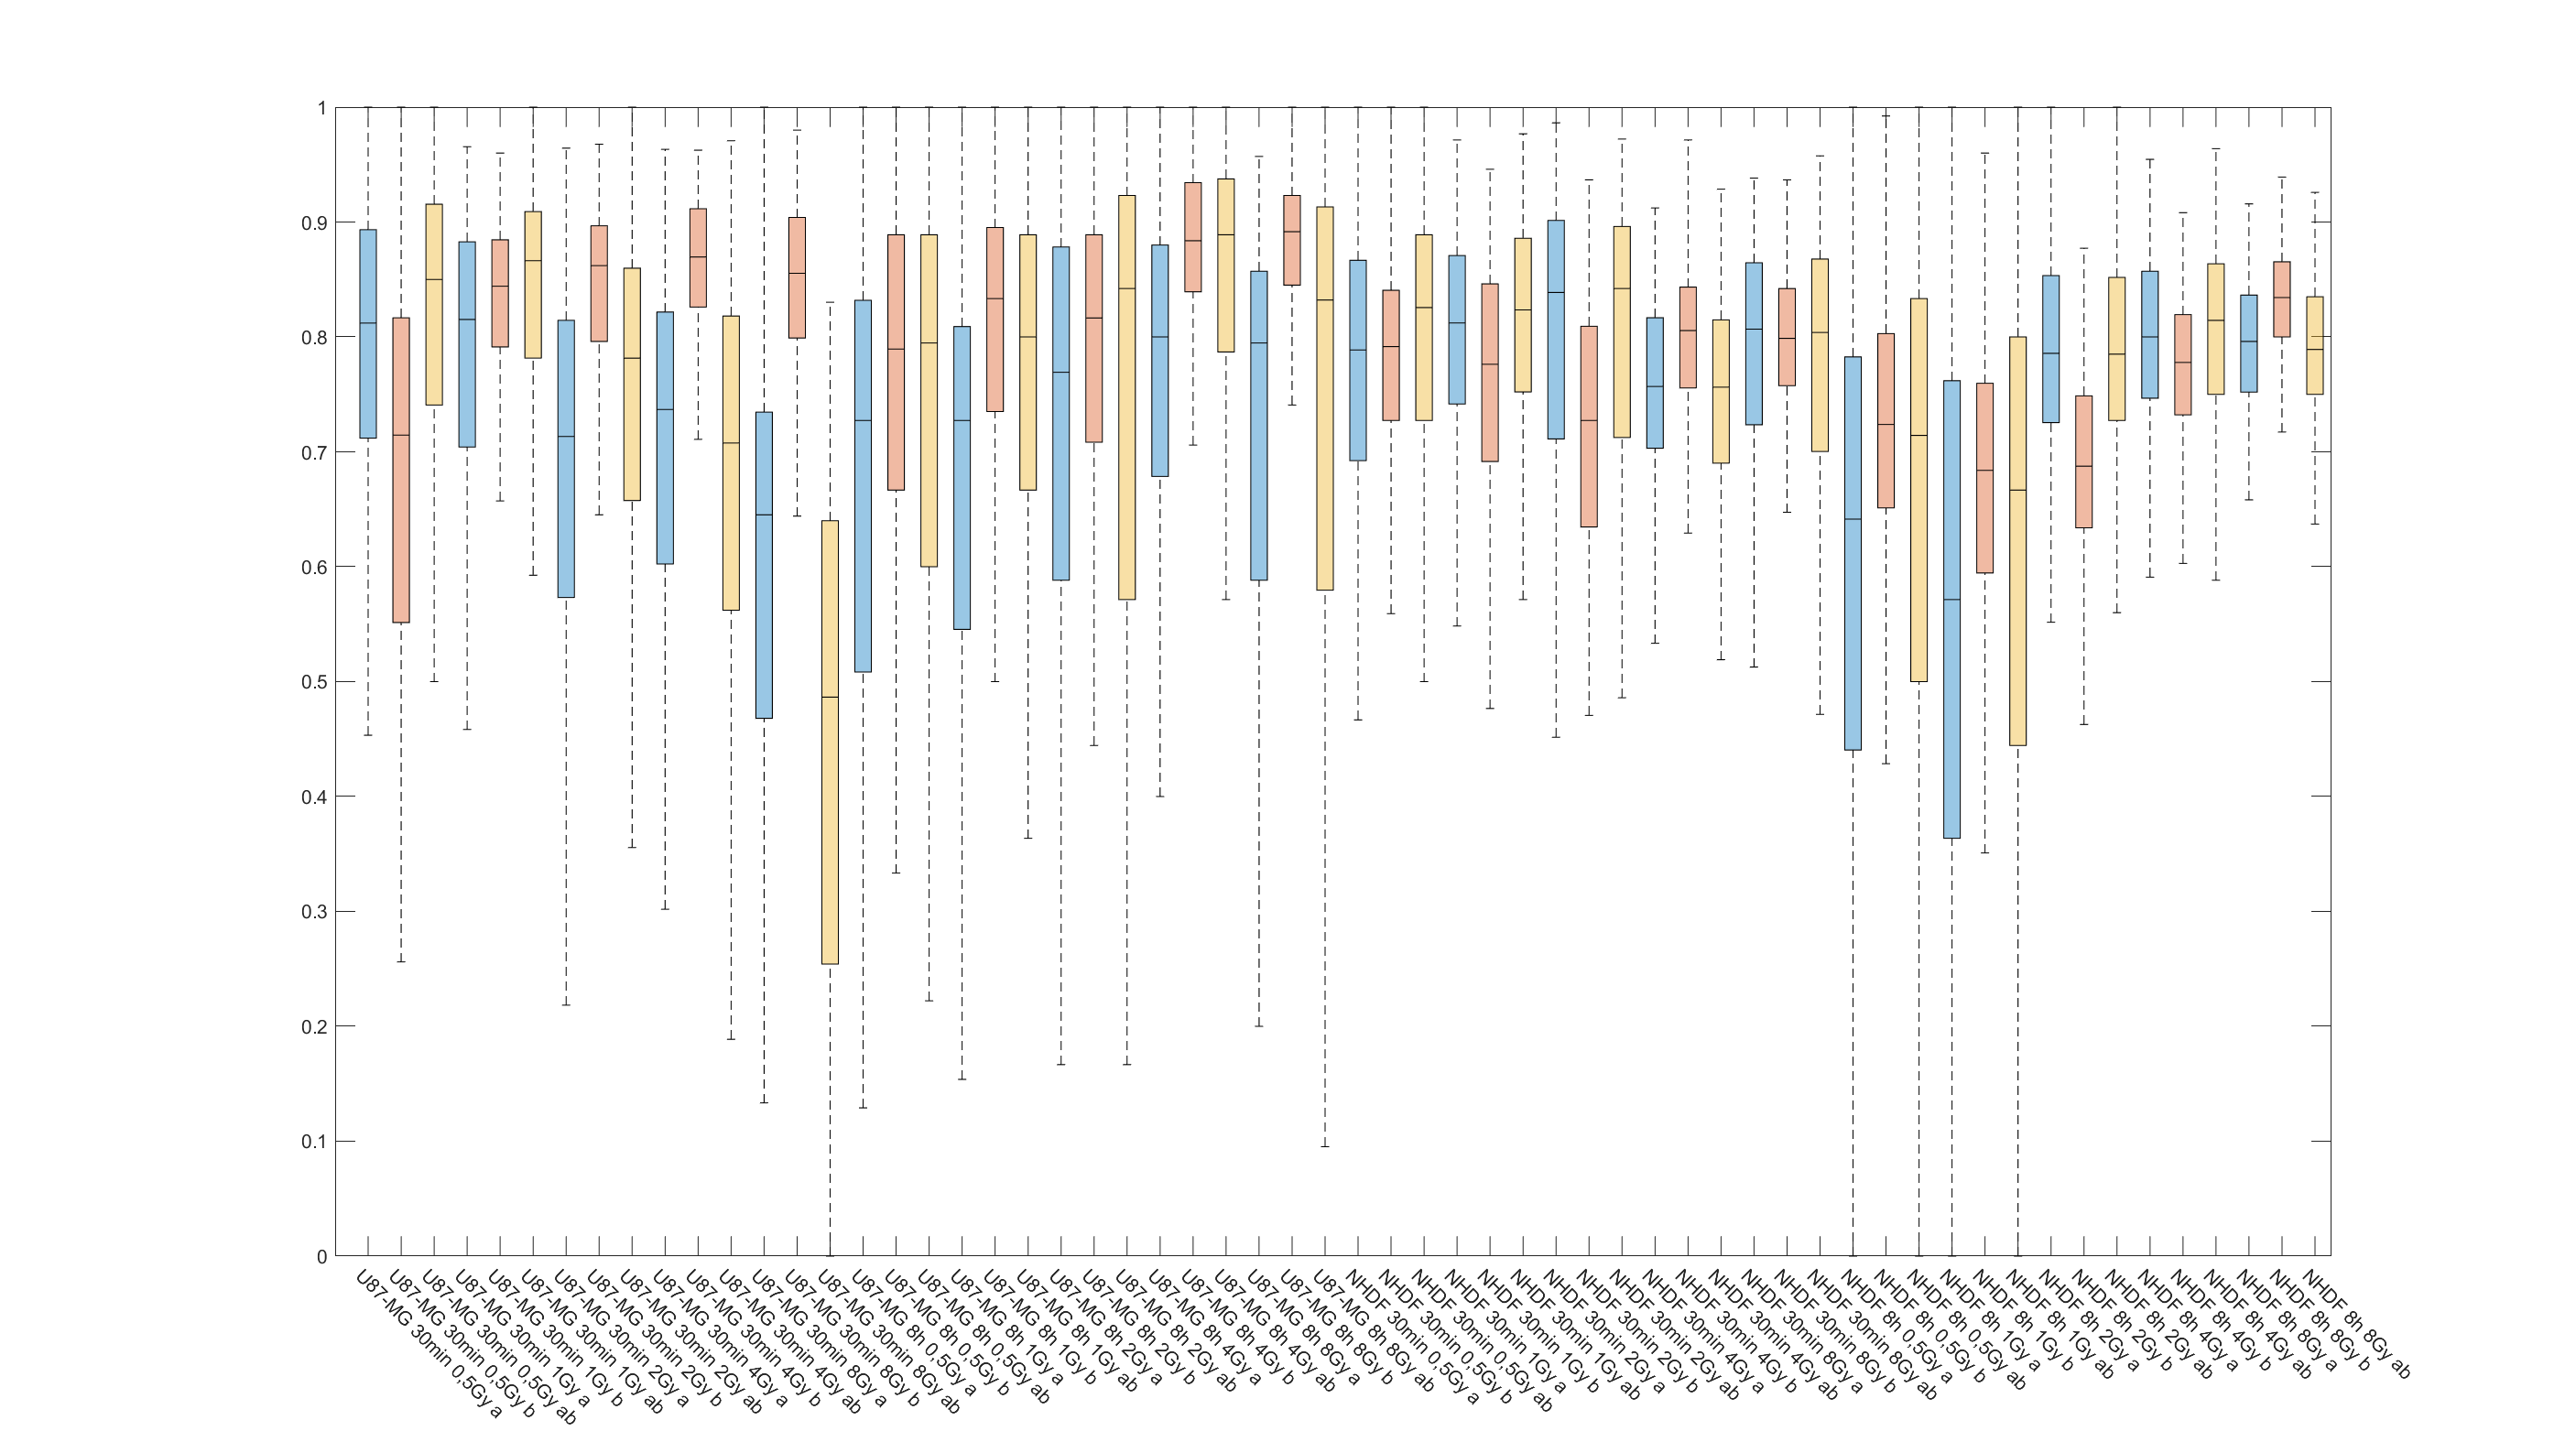 1
0.9
0.8
0.7
0.6
0.5
0.4
0.3
0.2
0.1
0
U87-MG 30min 0,5Gy a
U87-MG 30min 0,5Gy b
U87-MG 30min 0,5Gy ab
U87-MG 30min 1Gy a
U87-MG 30min 1Gy b
U87-MG 30min 1Gy ab
U87-MG 30min 2Gy a
U87-MG 30min 2Gy b
U87-MG 30min 2Gy ab
U87-MG 30min 4Gy a
U87-MG 30min 4Gy b
U87-MG 30min 4Gy ab
U87-MG 30min 8Gy a
U87-MG 30min 8Gy b
U87-MG 30min 8Gy ab
U87-MG 8h 0,5Gy a
U87-MG 8h 0,5Gy b
U87-MG 8h 0,5Gy ab
U87-MG 8h 1Gy a
U87-MG 8h 1Gy b
U87-MG 8h 1Gy ab
U87-MG 8h 2Gy a
U87-MG 8h 2Gy b
U87-MG 8h 2Gy ab
U87-MG 8h 4Gy a
U87-MG 8h 4Gy b
U87-MG 8h 4Gy ab
U87-MG 8h 8Gy a
U87-MG 8h 8Gy b
U87-MG 8h 8Gy ab
NHDF 30min 0,5Gy a
NHDF 30min 0,5Gy b
NHDF 30min 0,5Gy ab
NHDF 30min 1Gy a
NHDF 30min 1Gy b
NHDF 30min 1Gy ab
NHDF 30min 2Gy a
NHDF 30min 2Gy b
NHDF 30min 2Gy ab
NHDF 30min 4Gy a
NHDF 30min 4Gy b
NHDF 30min 4Gy ab
NHDF 30min 8Gy a
NHDF 30min 8Gy b
NHDF 30min 8Gy ab
NHDF 8h 0,5Gy a
NHDF 8h 0,5Gy b
NHDF 8h 0,5Gy ab
NHDF 8h 1Gy a
NHDF 8h 1Gy b
NHDF 8h 1Gy ab
NHDF 8h 2Gy a
NHDF 8h 2Gy b
NHDF 8h 2Gy ab
NHDF 8h 4Gy a
NHDF 8h 4Gy b
NHDF 8h 4Gy ab
NHDF 8h 8Gy a
NHDF 8h 8Gy b
NHDF 8h 8Gy ab